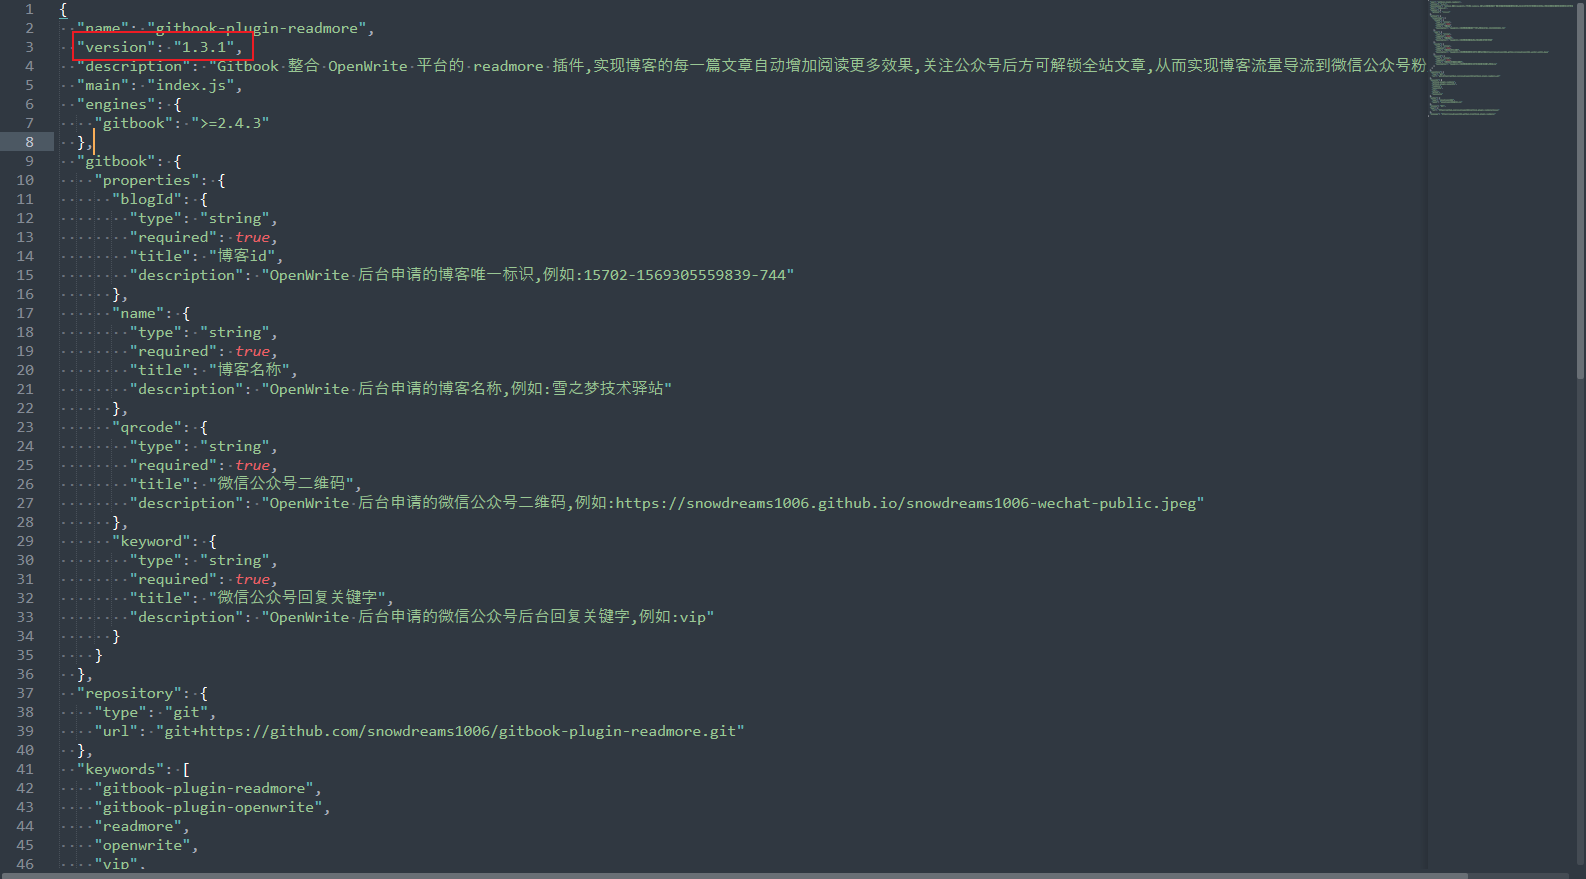 1 {
2 "name": "gitbook-plugin-readmore",
3 "version": "1.3.1",
4 "description": "Gitbook 整合 OpenWrite 平台的 readmore 插件,实现博客的每一篇文章自动增加阅读更多效果,关注公众号后方可解锁全站文章,从而实现博客流量导流到微信公众号粉
5 "main": "index.js",
6 "engines": {
7 "gitbook": ">=2.4.3"
8 },
9 "gitbook": {
10 "properties": {
11 "blogId": {
12 "type": "string",
13 "required": true,
14 "title": "博客id",
15 "description": "OpenWrite 后台申请的博客唯一标识,例如:15702-1569305559839-744"
16 },
17 "name": {
18 "type": "string",
19 "required": true,
20 "title": "博客名称",
21 "description": "OpenWrite 后台申请的博客名称,例如:雪之梦技术驿站"
22 },
23 "qrcode": {
24 "type": "string",
25 "required": true,
26 "title": "微信公众号二维码",
27 "description": "OpenWrite 后台申请的微信公众号二维码,例如:https://snowdreams1006.github.io/snowdreams1006-wechat-public.jpeg"
28 },
29 "keyword": {
30 "type": "string",
31 "required": true,
32 "title": "微信公众号回复关键字",
33 "description": "OpenWrite 后台申请的微信公众号后台回复关键字,例如:vip"
34 }
35 }
36 },
37 "repository": {
38 "type": "git",
39 "url": "git+https://github.com/snowdreams1006/gitbook-plugin-readmore.git"
40 },
41 "keywords": [
42 "gitbook-plugin-readmore",
43 "gitbook-plugin-openwrite",
44 "readmore",
45 "openwrite",
46 "vip",